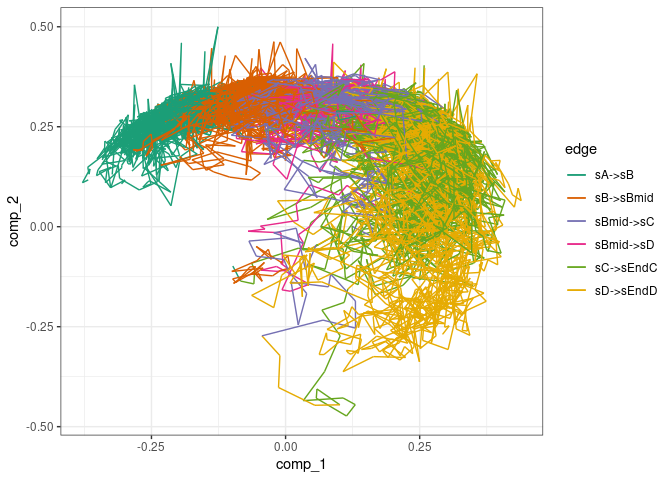 0.50
0.25
0.00
-0.25
-0.50
comp_2
-0.25
0.00
0.25
comp_1
edge
sA->sB
sB->sBmid
sBmid->sC
sBmid->sD
sC->sEndC
sD->sEndD